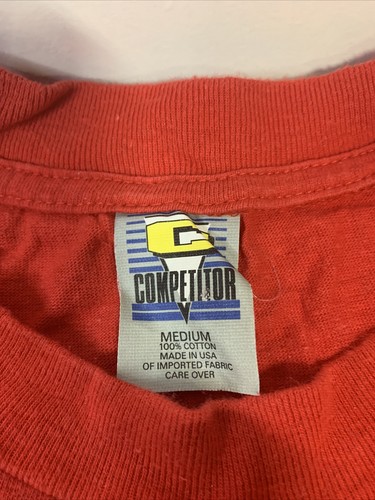 C
COMPETITOR
MEDIUM
100% COTTON
MADE IN USA
OF IMPORTED FABRIC
CARE OVER